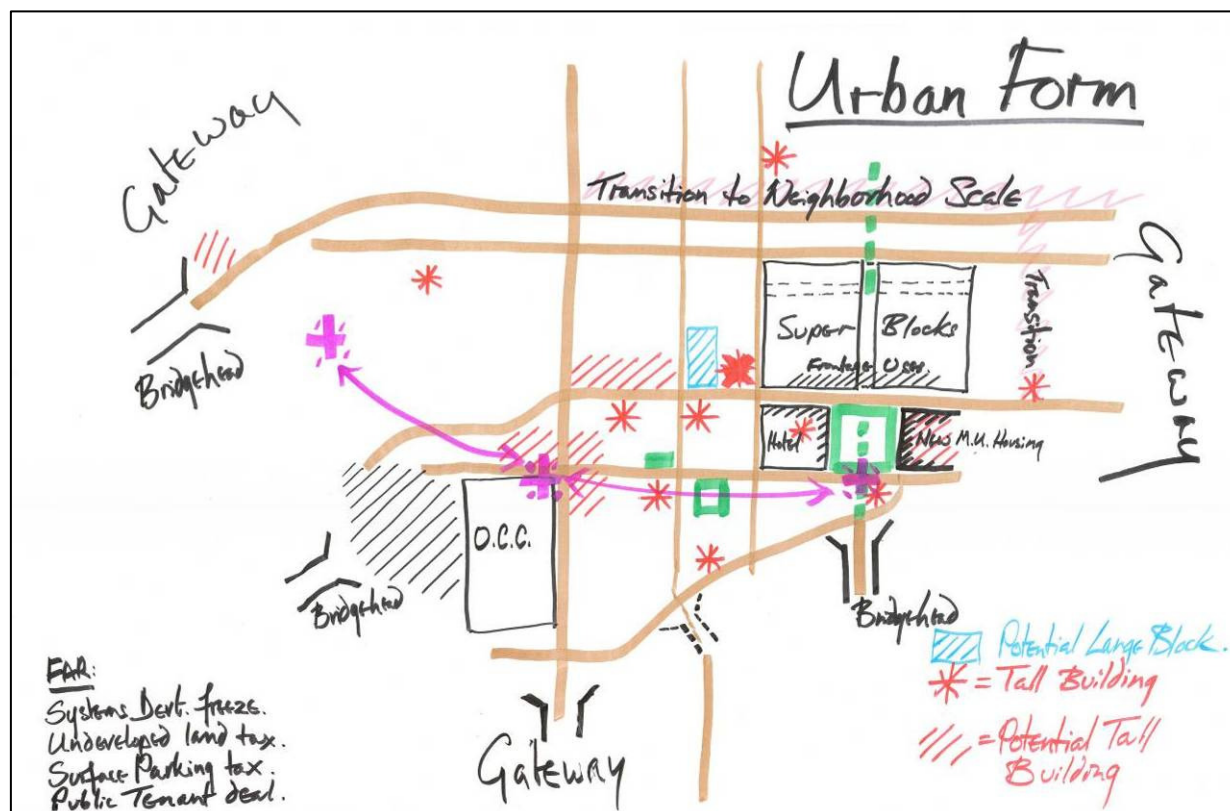 Urban Form
Gateway
Transition to Neighborhood Scale
Gateway
Transition
Super Blocks
Frontage Uses.
Bridgehead
Hotel
New M.U. Housing
O.C.C.
Bridgehead
Bridgehead
Gateway
Potential Large Block.
= Tall Building
= Potential Tall
Building
FAR:
Systems Devt. freeze.
Undeveloped land tax.
Surface Parking tax.
Public Tenant deal.